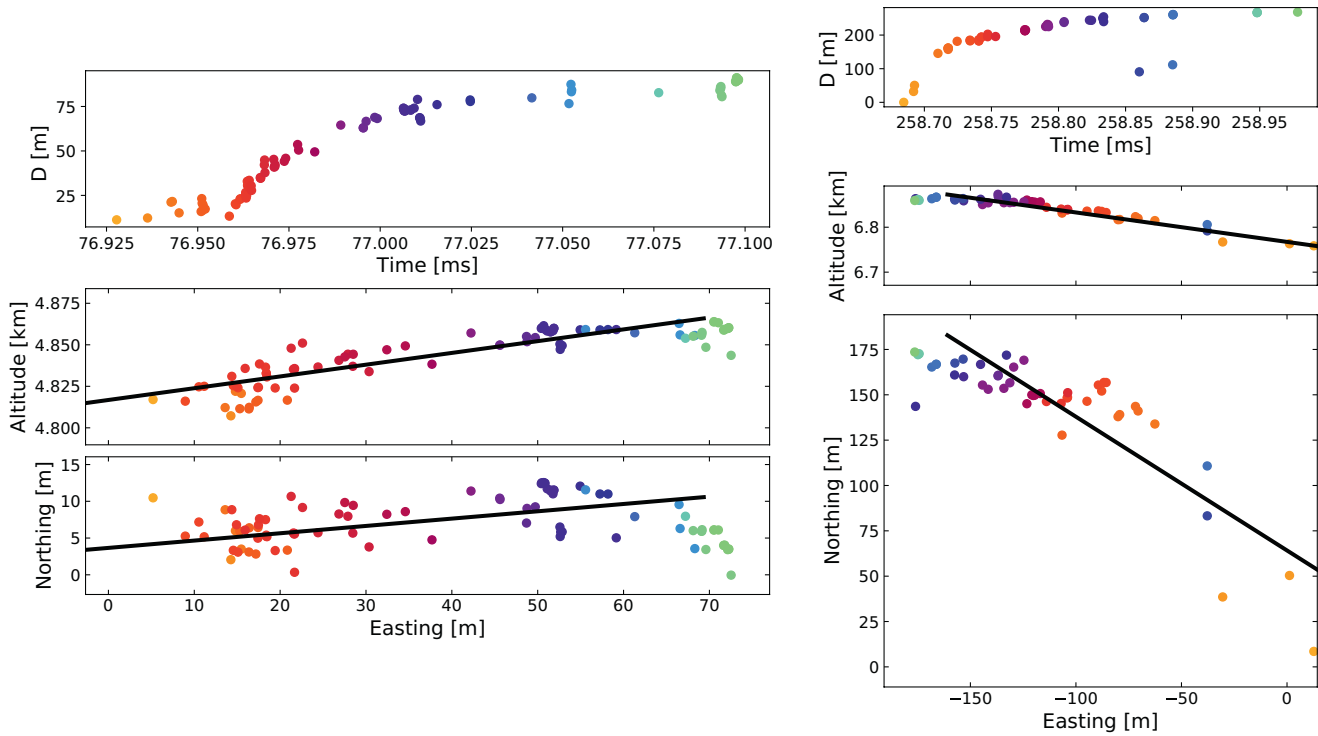 D [m]
75
50
25
76.925 76.950 76.975 77.000 77.025 77.050 77.075 77.100
Time [ms]
Altitude [km]
4.875
4.850
4.825
4.800
Northing [m]
15
10
5
0
0 10 20 30 40 50 60 70
Easting [m]
D [m]
200
100
0
258.70 258.75 258.80 258.85 258.90 258.95
Time [ms]
Altitude [km]
6.8
6.7
Northing [m]
175
150
125
100
75
50
25
0
−150 −100 −50 0
Easting [m]